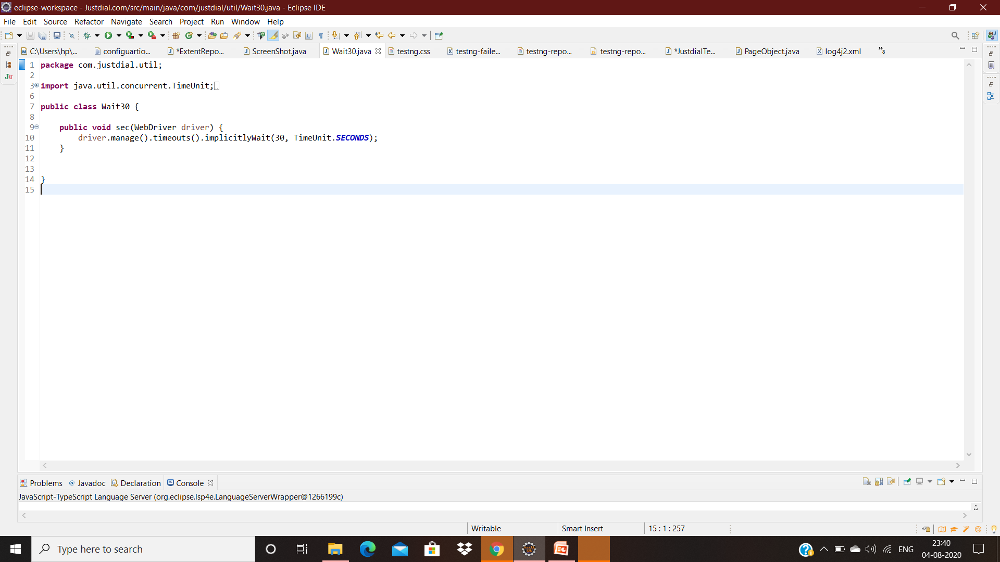 eclipse-workspace - Justdial.com/src/main/java/com/justdial/util/Wait30.java - Eclipse IDE
File Edit Source Refactor Navigate Search Project Run Window Help
C:\Users\hp\... configuartio... *ExtentRepo... ScreenShot.java Wait30.java testng.css testng-faile... testng-repo... testng-repo... *JustdialTe... PageObject.java log4j2.xml »8
1 package com.justdial.util;
2
3 import java.util.concurrent.TimeUnit;
6
7 public class Wait30 {
8
9 public void sec(WebDriver driver) {
10 driver.manage().timeouts().implicitlyWait(30, TimeUnit.SECONDS);
11 }
12
13
14 }
15
Problems @ Javadoc Declaration Console
JavaScript-TypeScript Language Server (org.eclipse.lsp4e.LanguageServerWrapper@1266199c)
Writable Smart Insert 15 : 1 : 257
Type here to search
ENG
23:40
04-08-2020